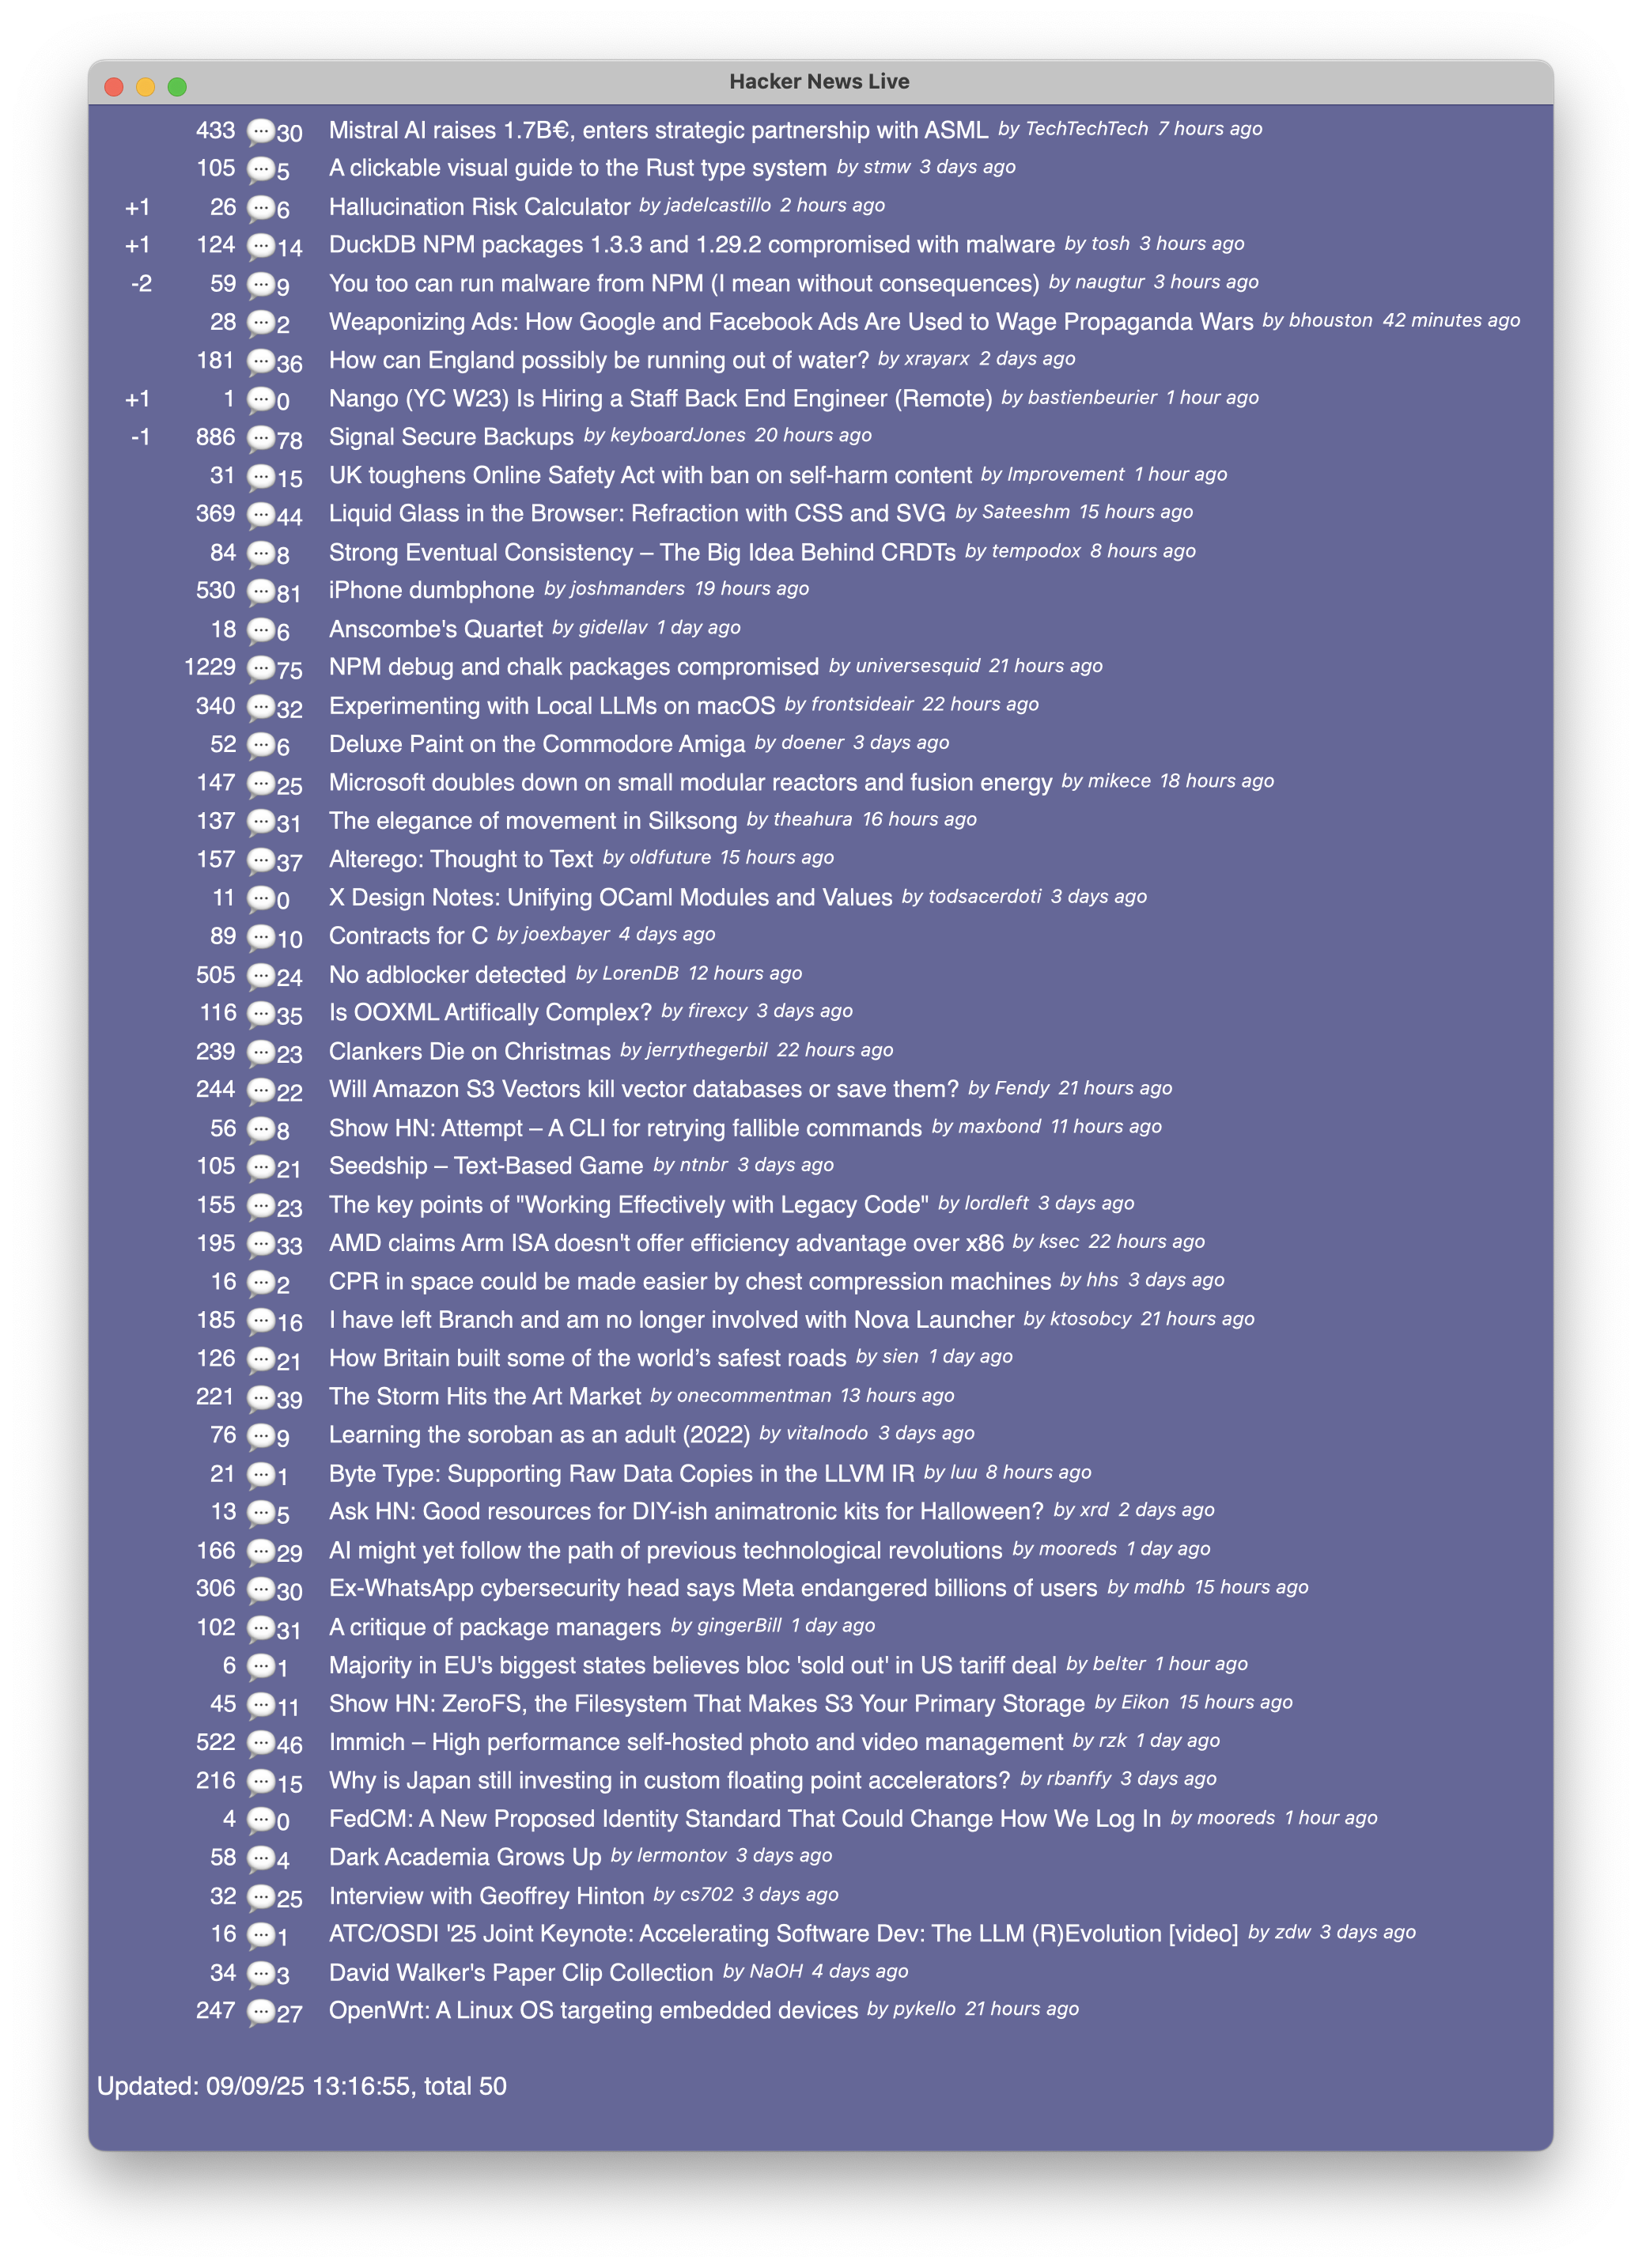 Hacker News Live
433 💬30 Mistral AI raises 1.7B€, enters strategic partnership with ASML by TechTechTech 7 hours ago
105 💬5 A clickable visual guide to the Rust type system by stmw 3 days ago
+1 26 💬6 Hallucination Risk Calculator by jadelcastillo 2 hours ago
+1 124 💬14 DuckDB NPM packages 1.3.3 and 1.29.2 compromised with malware by tosh 3 hours ago
-2 59 💬9 You too can run malware from NPM (I mean without consequences) by naugtur 3 hours ago
28 💬2 Weaponizing Ads: How Google and Facebook Ads Are Used to Wage Propaganda Wars by bhouston 42 minutes ago
181 💬36 How can England possibly be running out of water? by xrayarx 2 days ago
+1 1 💬0 Nango (YC W23) Is Hiring a Staff Back End Engineer (Remote) by bastienbeurier 1 hour ago
-1 886 💬78 Signal Secure Backups by keyboardJones 20 hours ago
31 💬15 UK toughens Online Safety Act with ban on self-harm content by Improvement 1 hour ago
369 💬44 Liquid Glass in the Browser: Refraction with CSS and SVG by Sateeshm 15 hours ago
84 💬8 Strong Eventual Consistency – The Big Idea Behind CRDTs by tempodox 8 hours ago
530 💬81 iPhone dumbphone by joshmanders 19 hours ago
18 💬6 Anscombe's Quartet by gidellav 1 day ago
1229 💬75 NPM debug and chalk packages compromised by universesquid 21 hours ago
340 💬32 Experimenting with Local LLMs on macOS by frontsideair 22 hours ago
52 💬6 Deluxe Paint on the Commodore Amiga by doener 3 days ago
147 💬25 Microsoft doubles down on small modular reactors and fusion energy by mikece 18 hours ago
137 💬31 The elegance of movement in Silksong by theahura 16 hours ago
157 💬37 Alterego: Thought to Text by oldfuture 15 hours ago
11 💬0 X Design Notes: Unifying OCaml Modules and Values by todsacerdoti 3 days ago
89 💬10 Contracts for C by joexbayer 4 days ago
505 💬24 No adblocker detected by LorenDB 12 hours ago
116 💬35 Is OOXML Artifically Complex? by firexcy 3 days ago
239 💬23 Clankers Die on Christmas by jerrythegerbil 22 hours ago
244 💬22 Will Amazon S3 Vectors kill vector databases or save them? by Fendy 21 hours ago
56 💬8 Show HN: Attempt – A CLI for retrying fallible commands by maxbond 11 hours ago
105 💬21 Seedship – Text-Based Game by ntnbr 3 days ago
155 💬23 The key points of "Working Effectively with Legacy Code" by lordleft 3 days ago
195 💬33 AMD claims Arm ISA doesn't offer efficiency advantage over x86 by ksec 22 hours ago
16 💬2 CPR in space could be made easier by chest compression machines by hhs 3 days ago
185 💬16 I have left Branch and am no longer involved with Nova Launcher by ktosobcy 21 hours ago
126 💬21 How Britain built some of the world’s safest roads by sien 1 day ago
221 💬39 The Storm Hits the Art Market by onecommentman 13 hours ago
76 💬9 Learning the soroban as an adult (2022) by vitalnodo 3 days ago
21 💬1 Byte Type: Supporting Raw Data Copies in the LLVM IR by luu 8 hours ago
13 💬5 Ask HN: Good resources for DIY-ish animatronic kits for Halloween? by xrd 2 days ago
166 💬29 AI might yet follow the path of previous technological revolutions by mooreds 1 day ago
306 💬30 Ex-WhatsApp cybersecurity head says Meta endangered billions of users by mdhb 15 hours ago
102 💬31 A critique of package managers by gingerBill 1 day ago
6 💬1 Majority in EU's biggest states believes bloc 'sold out' in US tariff deal by belter 1 hour ago
45 💬11 Show HN: ZeroFS, the Filesystem That Makes S3 Your Primary Storage by Eikon 15 hours ago
522 💬46 Immich – High performance self-hosted photo and video management by rzk 1 day ago
216 💬15 Why is Japan still investing in custom floating point accelerators? by rbanffy 3 days ago
4 💬0 FedCM: A New Proposed Identity Standard That Could Change How We Log In by mooreds 1 hour ago
58 💬4 Dark Academia Grows Up by lermontov 3 days ago
32 💬25 Interview with Geoffrey Hinton by cs702 3 days ago
16 💬1 ATC/OSDI '25 Joint Keynote: Accelerating Software Dev: The LLM (R)Evolution [video] by zdw 3 days ago
34 💬3 David Walker's Paper Clip Collection by NaOH 4 days ago
247 💬27 OpenWrt: A Linux OS targeting embedded devices by pykello 21 hours ago
Updated: 09/09/25 13:16:55, total 50